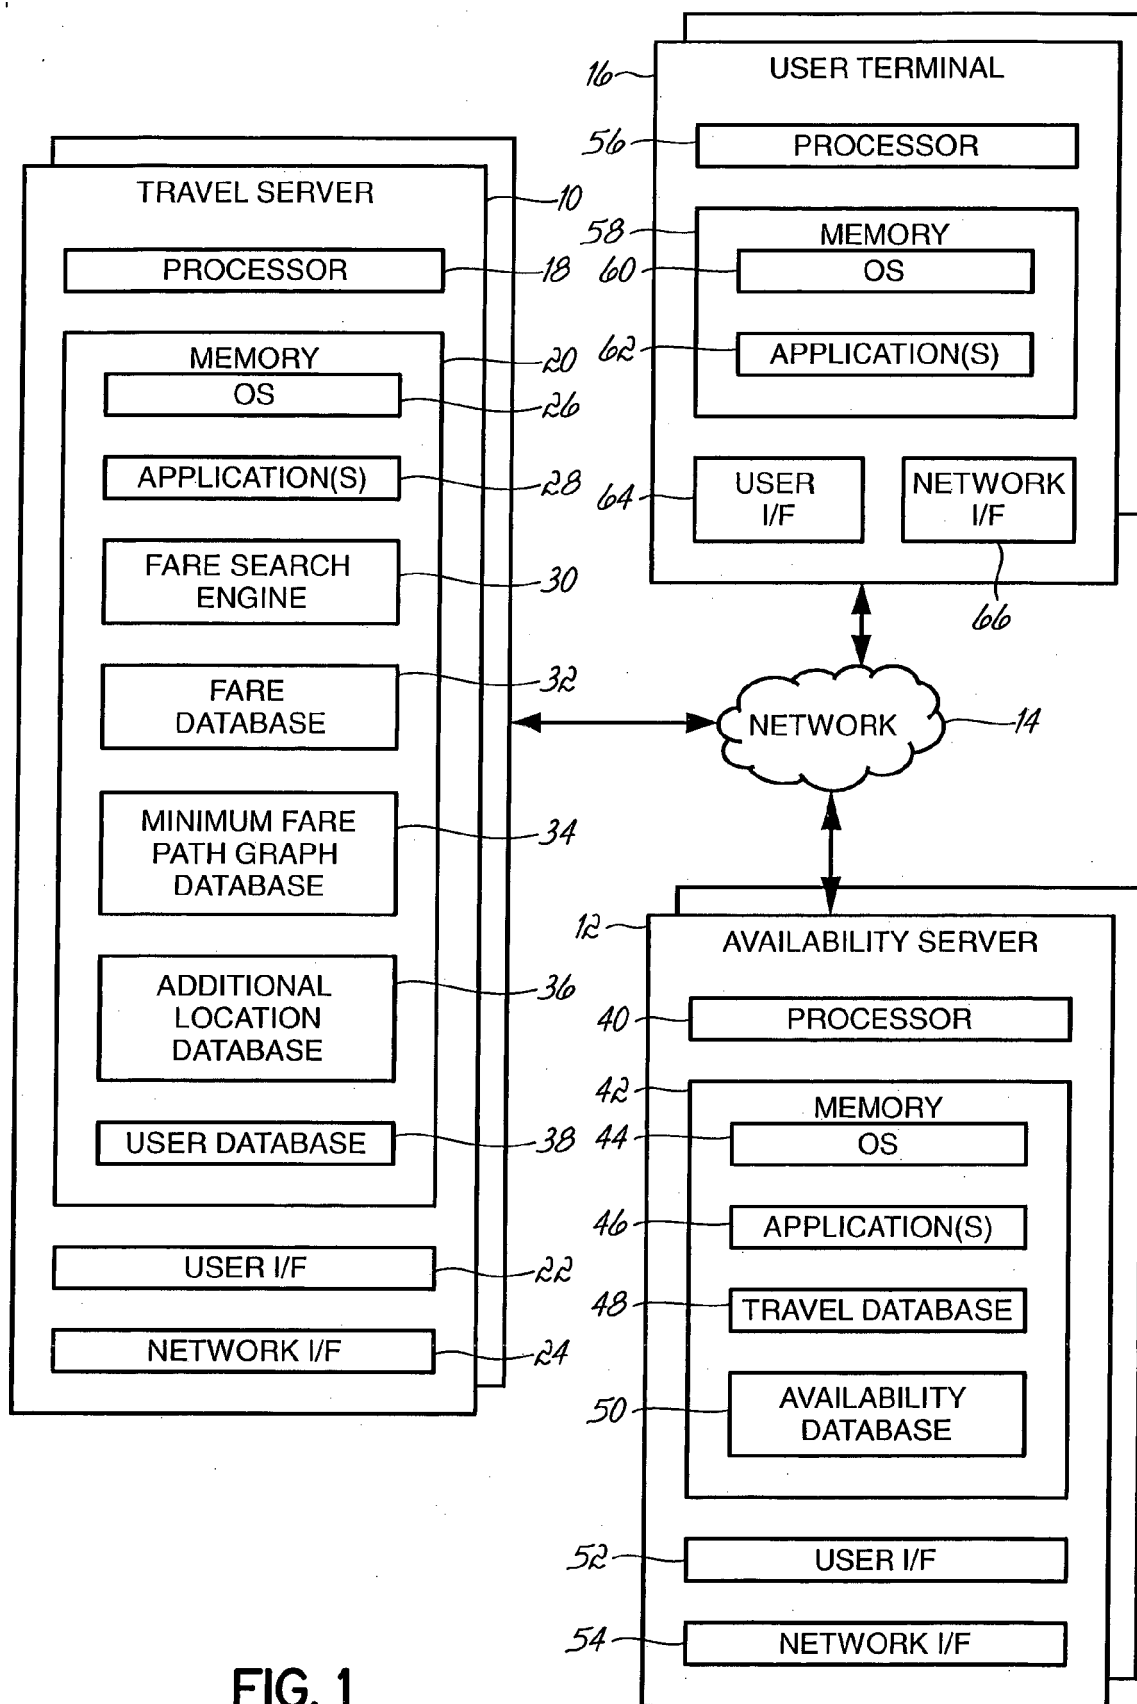 TRAVEL SERVER
10
PROCESSOR
18
MEMORY
20
OS
26
APPLICATION(S)
28
FARE SEARCH
ENGINE
30
FARE
DATABASE
32
MINIMUM FARE
PATH GRAPH
DATABASE
34
ADDITIONAL
LOCATION
DATABASE
36
USER DATABASE
38
USER I/F
22
NETWORK I/F
24
16
USER TERMINAL
56
PROCESSOR
58
MEMORY
60
OS
62
APPLICATION(S)
64
USER
I/F
NETWORK
I/F
66
NETWORK
14
12
AVAILABILITY SERVER
40
PROCESSOR
42
MEMORY
44
OS
46
APPLICATION(S)
48
TRAVEL DATABASE
50
AVAILABILITY
DATABASE
52
USER I/F
54
NETWORK I/F
FIG. 1